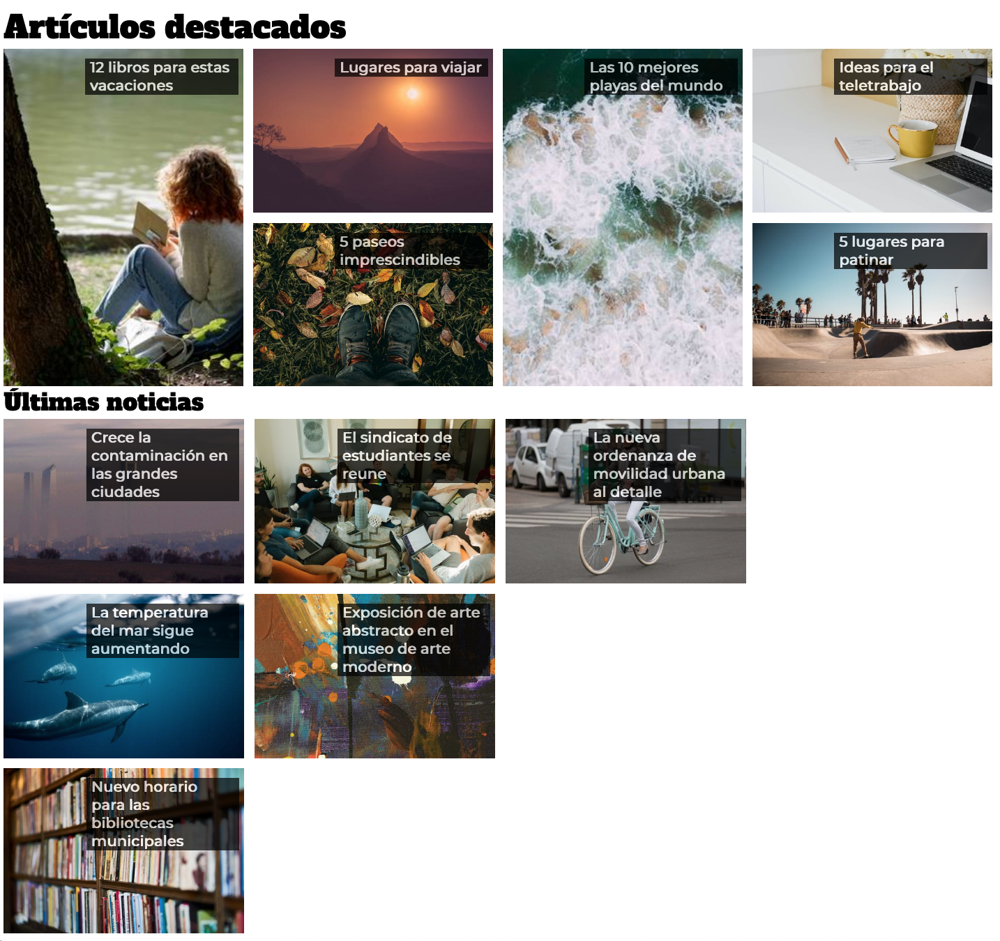 Artículos destacados
12 libros para estas
vacaciones
Lugares para viajar
Las 10 mejores
playas del mundo
Ideas para el
teletrabajo
5 paseos
imprescindibles
5 lugares para
patinar
Últimas noticias
Crece la
contaminación en
las grandes
ciudades
El sindicato de
estudiantes se
reune
La nueva
ordenanza de
movilidad urbana
al detalle
La temperatura
del mar sigue
aumentando
Exposición de arte
abstracto en el
museo de arte
moderno
Nuevo horario
para las
bibliotecas
municipales